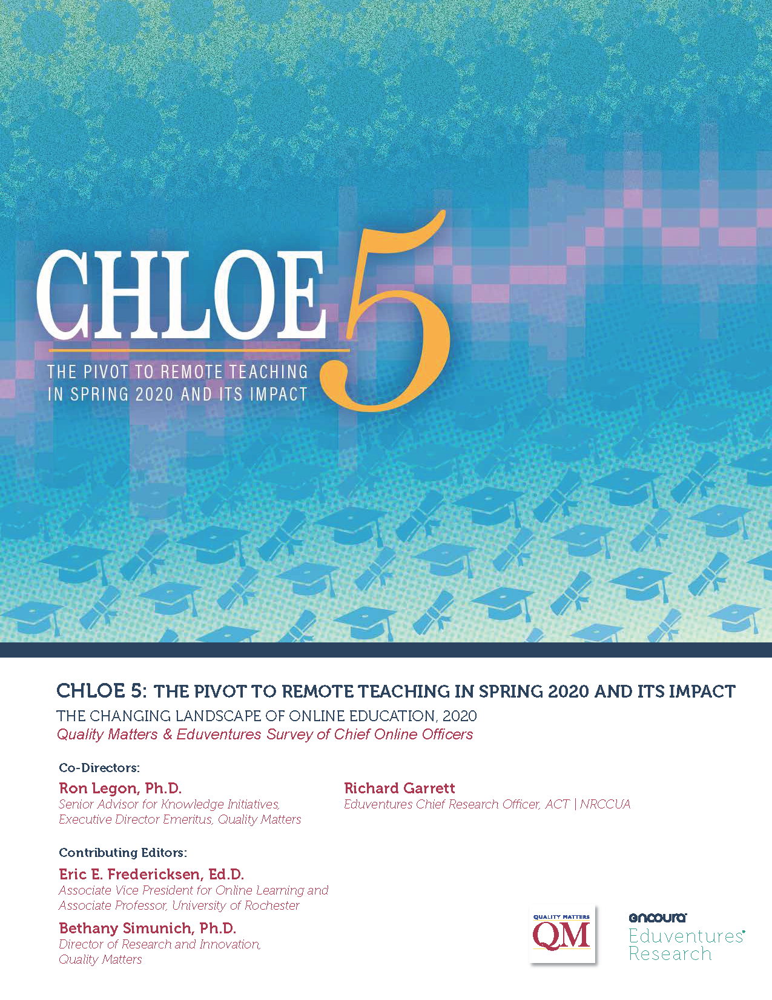 CHLOE 5
THE PIVOT TO REMOTE TEACHING
IN SPRING 2020 AND ITS IMPACT
CHLOE 5: THE PIVOT TO REMOTE TEACHING IN SPRING 2020 AND ITS IMPACT
THE CHANGING LANDSCAPE OF ONLINE EDUCATION, 2020
Quality Matters & Eduventures Survey of Chief Online Officers
Co-Directors:
Ron Legon, Ph.D.
Senior Advisor for Knowledge Initiatives,
Executive Director Emeritus, Quality Matters
Richard Garrett
Eduventures Chief Research Officer, ACT | NRCCUA
Contributing Editors:
Eric E. Fredericksen, Ed.D.
Associate Vice President for Online Learning and
Associate Professor, University of Rochester
Bethany Simunich, Ph.D.
Director of Research and Innovation,
Quality Matters
QUALITY MATTERS
QM
encoura
Eduventures
Research